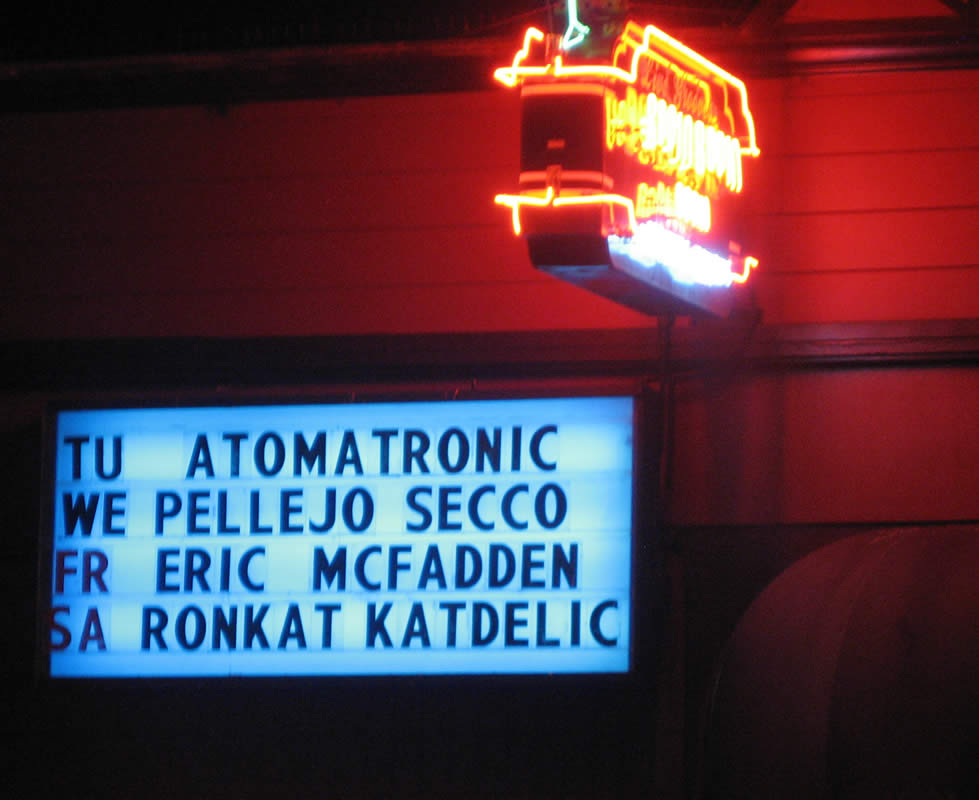 TU ATOMATRONIC
WE PELLEJO SECCO
FR ERIC MCFADDEN
SA RONKAT KATDELIC